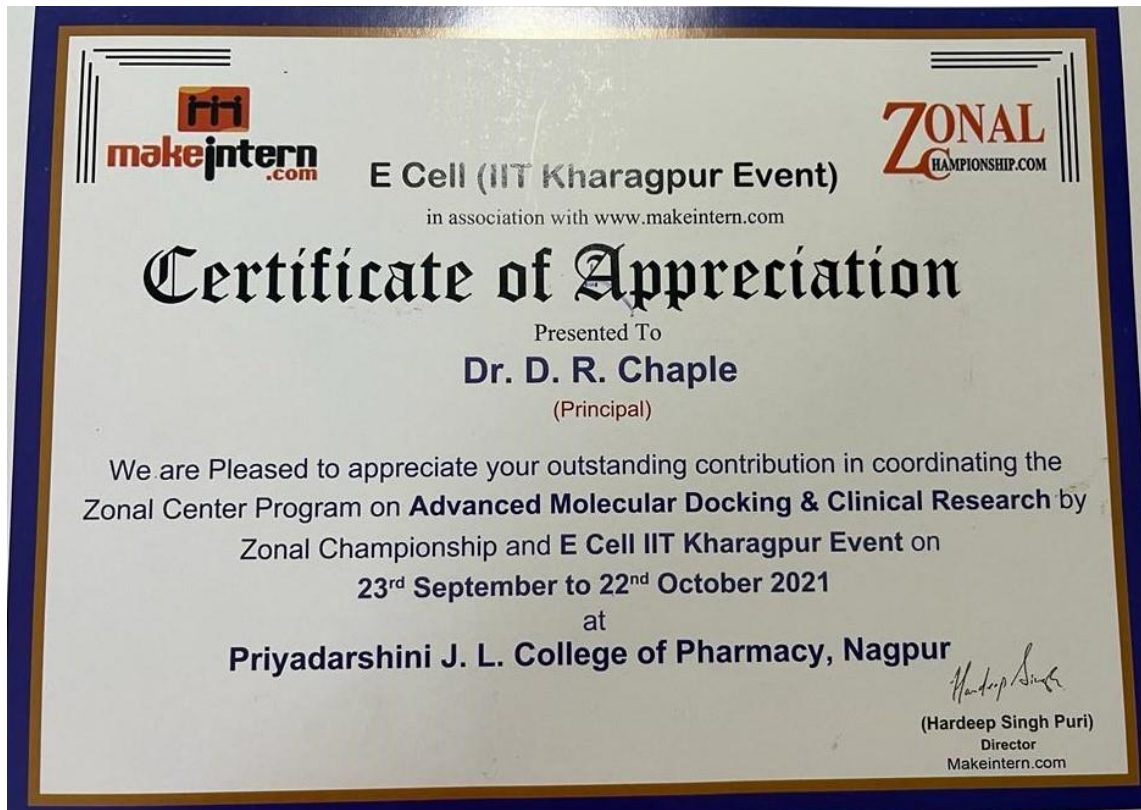 makeintern
.com
ZONAL
CHAMPIONSHIP.COM
E Cell (IIT Kharagpur Event)
in association with www.makeintern.com
Certificate of Appreciation
Presented To
Dr. D. R. Chaple
(Principal)
We are Pleased to appreciate your outstanding contribution in coordinating the
Zonal Center Program on Advanced Molecular Docking & Clinical Research by
Zonal Championship and E Cell IIT Kharagpur Event on
23rd September to 22nd October 2021
at
Priyadarshini J. L. College of Pharmacy, Nagpur
Hardeep Singh
(Hardeep Singh Puri)
Director
Makeintern.com